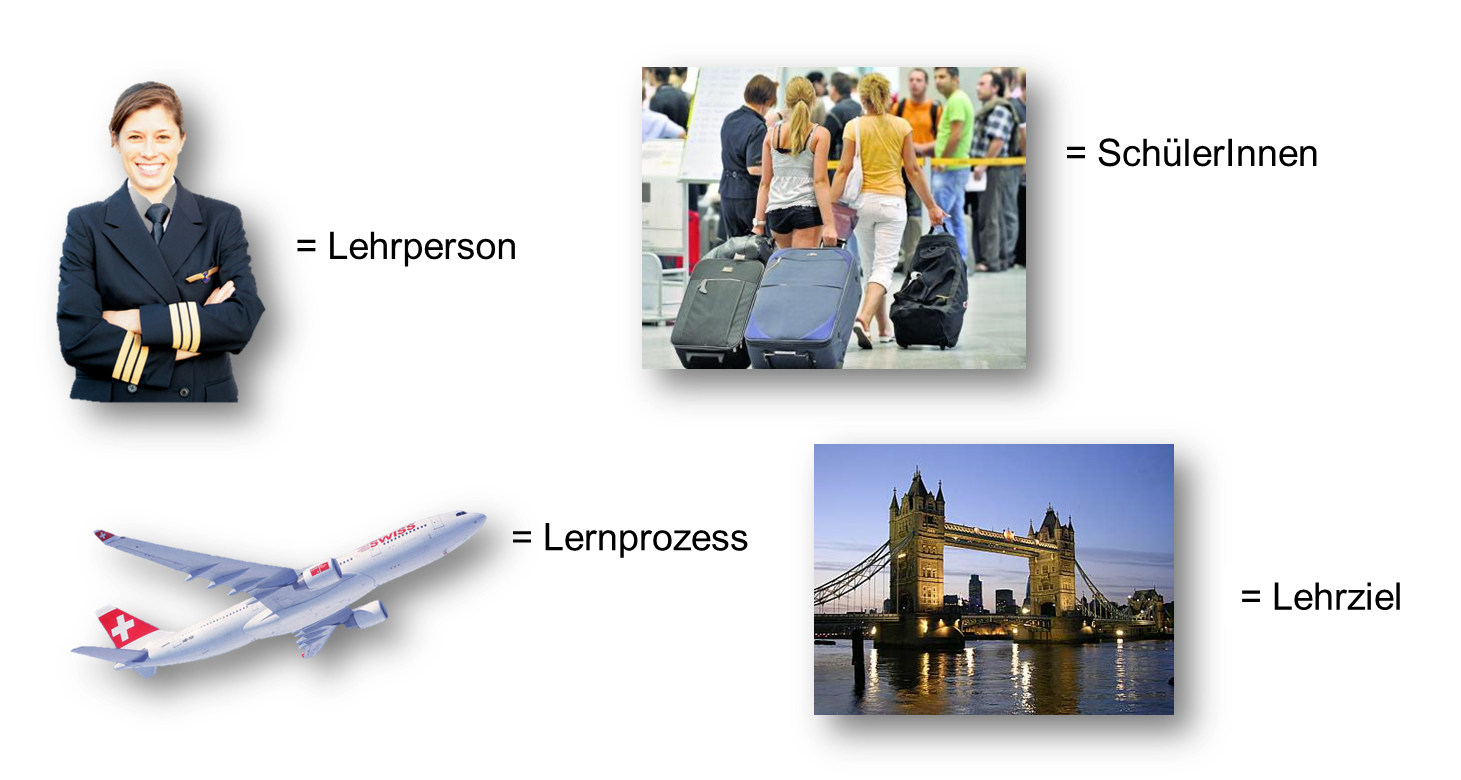 = SchülerInnen
= Lehrperson
SWISS
= Lernprozess
= Lehrziel